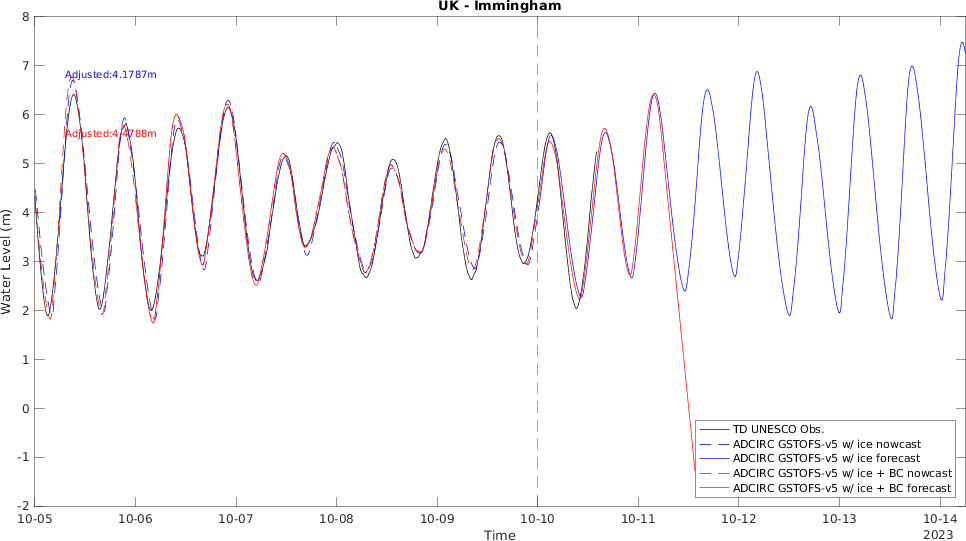 UK - Immingham
8
7
6
5
4
3
2
1
0
-1
-2
Water Level (m)
Adjusted:4.1787m
Adjusted:4.4788m
TD UNESCO Obs.
ADCIRC GSTOFS-v5 w/ ice nowcast
ADCIRC GSTOFS-v5 w/ ice forecast
ADCIRC GSTOFS-v5 w/ ice + BC nowcast
ADCIRC GSTOFS-v5 w/ ice + BC forecast
10-05 10-06 10-07 10-08 10-09 10-10 10-11 10-12 10-13 10-14
2023
Time